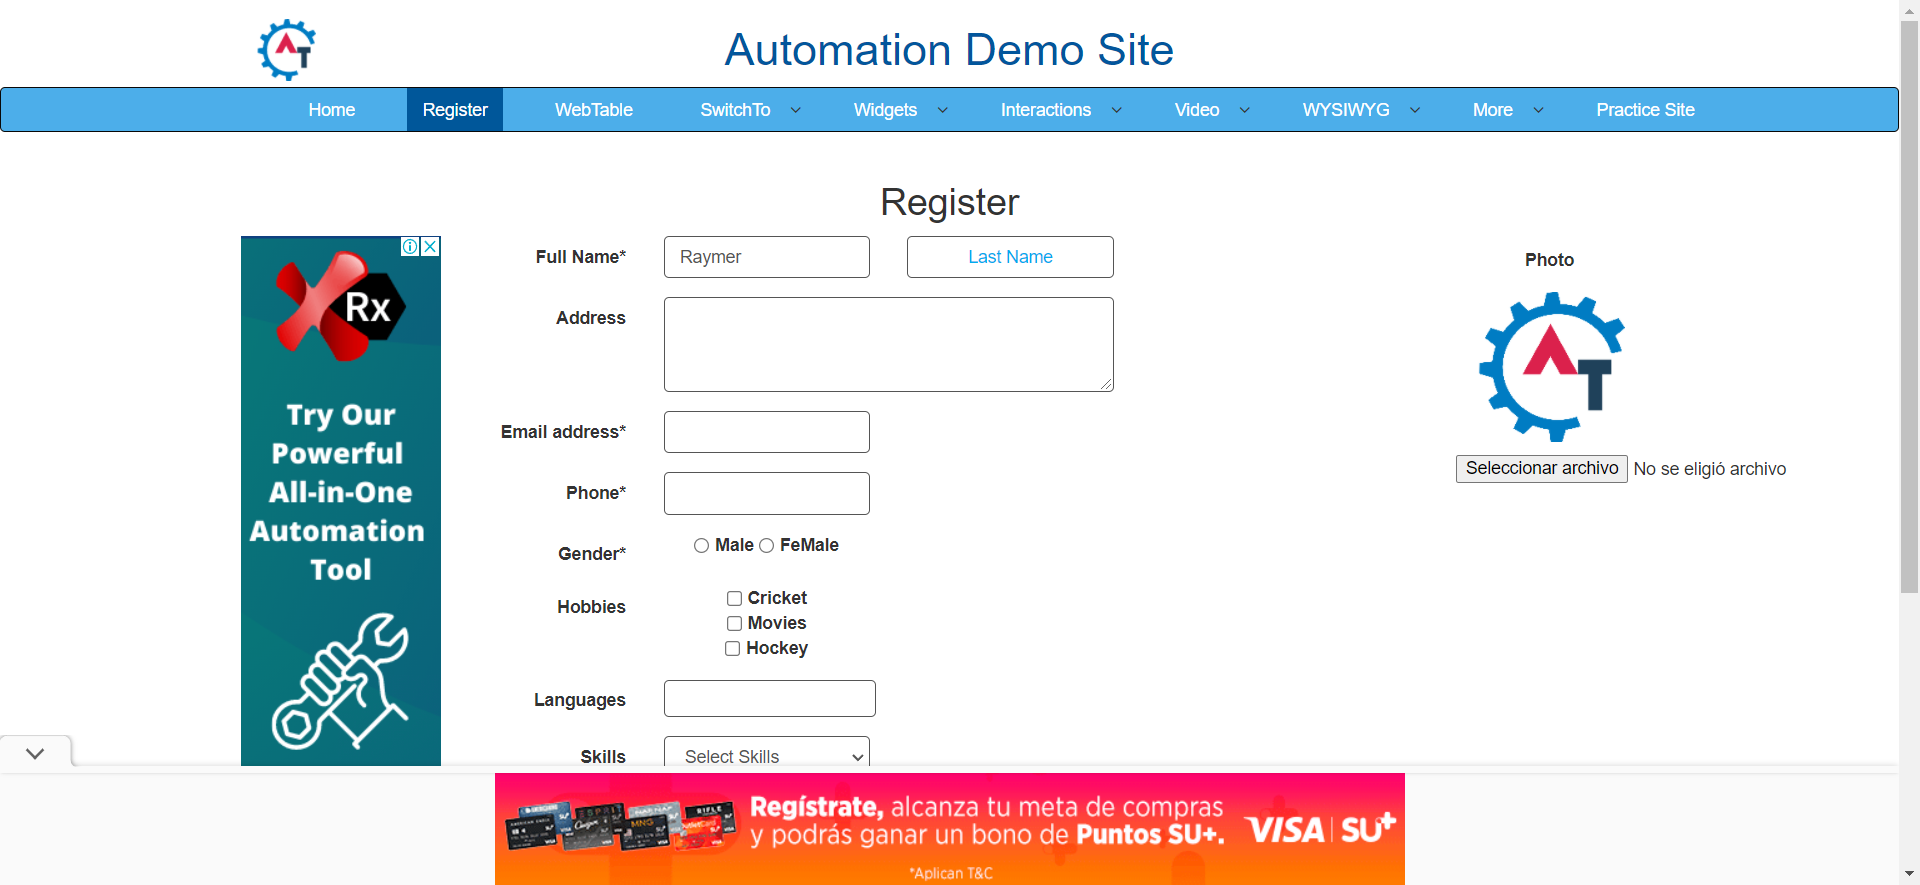 AT
Automation Demo Site
Home Register WebTable SwitchTo Widgets Interactions Video WYSIWYG More Practice Site
Register
Rx
Try Our
Powerful
All-in-One
Automation
Tool
Full Name* Raymer Last Name
Address
Email address*
Phone*
Gender* Male FeMale
Hobbies Cricket
Movies
Hockey
Languages
Skills Select Skills
Photo
AT
Seleccionar archivo No se eligió archivo
Regístrate, alcanza tu meta de compras
y podrás ganar un bono de Puntos SU+.
*Aplican T&C
VISA SU+